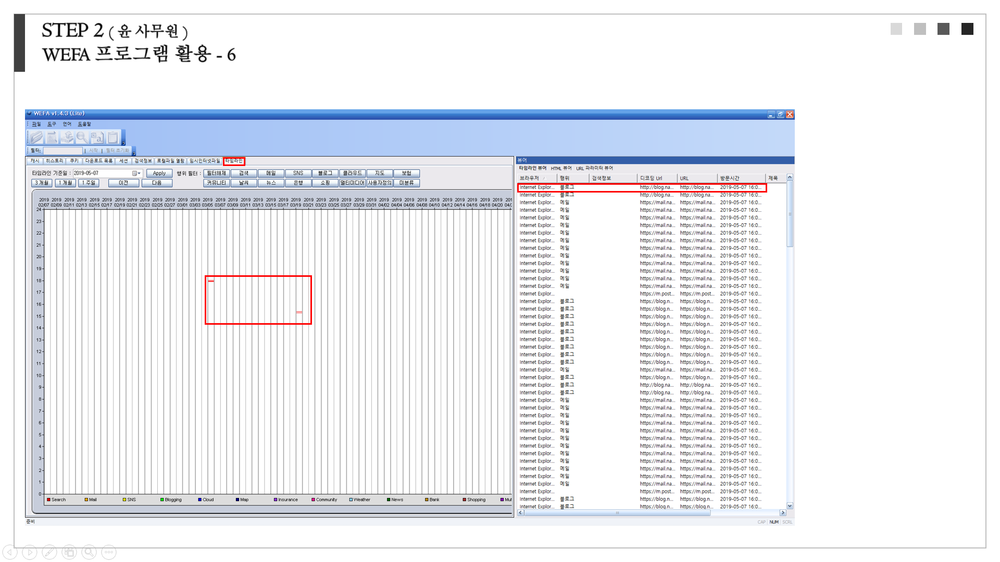 STEP 2 ( 윤 사무원 )
WEFA 프로그램 활용 - 6
WEFA v1.4.3 (Lite)
파일 도구 언어 도움말
필터: | 시작 | 필터 초기화
캐시 히스토리 쿠키 다운로드 목록 세션 검색정보 로컬파일 열람 임시인터넷파일 타임라인
타임라인 기준일 : 2019-05-07 Apply 행위 필터 : 필터해제 검색 메일 SNS 블로그 클라우드 지도 보험
3 개월 1 개월 1 주일 이전 다음 커뮤니티 날씨 뉴스 은행 쇼핑 멀티미디어 사용자정의 미분류
2019 2019 2019 2019 2019 2019 2019 2019 2019 2019 2019 2019 2019 2019 2019 2019 2019 2019 2019 2019 2019 2019 2019 2019 2019 2019 2019 2019 2019 2019 2019 2019 2019 2019 2019 2019 2019
02/07 02/09 02/11 02/13 02/15 02/17 02/19 02/21 02/23 02/25 02/27 03/01 03/03 03/05 03/07 03/09 03/11 03/13 03/15 03/17 03/19 03/21 03/23 03/25 03/27 03/29 03/31 04/02 04/04 04/06 04/08 04/10 04/12 04/14 04/16 04/18 04/20
24
23
22
21
20
19
18
17
16
15
14
13
12
11
10
9
8
7
6
5
4
3
2
1
0
Search Mail SNS Blogging Cloud Map Insurance Community Weather News Bank Shopping Mul
준비
뷰어
타임라인 뷰어 HTML 뷰어 URL 파라미터 뷰어
브라우저 행위 검색정보 디코딩 Url URL 방문시간 제목
Internet Explor... 블로그 http://blog.na... http://blog.na... 2019-05-07 16:0...
Internet Explor... 블로그 http://blog.na... http://blog.na... 2019-05-07 16:0...
Internet Explor... 메일 https://mail.na... https://mail.na... 2019-05-07 16:0...
Internet Explor... 메일 https://mail.na... https://mail.na... 2019-05-07 16:0...
Internet Explor... 메일 https://mail.na... https://mail.na... 2019-05-07 16:0...
Internet Explor... 메일 https://mail.na... https://mail.na... 2019-05-07 16:0...
Internet Explor... 메일 https://mail.na... https://mail.na... 2019-05-07 16:0...
Internet Explor... 메일 https://mail.na... https://mail.na... 2019-05-07 16:0...
Internet Explor... 메일 https://mail.na... https://mail.na... 2019-05-07 16:0...
Internet Explor... 메일 https://mail.na... https://mail.na... 2019-05-07 16:0...
Internet Explor... 메일 https://mail.na... https://mail.na... 2019-05-07 16:0...
Internet Explor... 메일 https://mail.na... https://mail.na... 2019-05-07 16:0...
Internet Explor... 메일 https://mail.na... https://mail.na... 2019-05-07 16:0...
Internet Explor... 메일 https://mail.na... https://mail.na... 2019-05-07 16:0...
Internet Explor... https://m.post... https://m.post... 2019-05-07 16:0...
Internet Explor... 블로그 https://blog.n... https://blog.n... 2019-05-07 16:0...
Internet Explor... 블로그 https://blog.n... https://blog.n... 2019-05-07 16:0...
Internet Explor... 블로그 https://blog.n... https://blog.n... 2019-05-07 16:0...
Internet Explor... 블로그 https://blog.n... https://blog.n... 2019-05-07 16:0...
Internet Explor... 블로그 https://blog.n... https://blog.n... 2019-05-07 16:0...
Internet Explor... 블로그 https://blog.n... https://blog.n... 2019-05-07 16:0...
Internet Explor... 블로그 https://blog.n... https://blog.n... 2019-05-07 16:0...
Internet Explor... 블로그 https://blog.n... https://blog.n... 2019-05-07 16:0...
Internet Explor... 블로그 https://blog.n... https://blog.n... 2019-05-07 16:0...
Internet Explor... 메일 https://mail.na... https://mail.na... 2019-05-07 16:0...
Internet Explor... 블로그 https://blog.n... https://blog.n... 2019-05-07 16:0...
Internet Explor... 블로그 http://blog.na... http://blog.na... 2019-05-07 16:0...
Internet Explor... 블로그 http://blog.na... http://blog.na... 2019-05-07 16:0...
Internet Explor... 메일 https://mail.na... https://mail.na... 2019-05-07 16:0...
Internet Explor... 메일 https://mail.na... https://mail.na... 2019-05-07 16:0...
Internet Explor... 메일 https://mail.na... https://mail.na... 2019-05-07 16:0...
Internet Explor... 메일 https://mail.na... https://mail.na... 2019-05-07 16:0...
Internet Explor... 메일 https://mail.na... https://mail.na... 2019-05-07 16:0...
Internet Explor... 메일 https://mail.na... https://mail.na... 2019-05-07 16:0...
Internet Explor... 메일 https://mail.na... https://mail.na... 2019-05-07 16:0...
Internet Explor... 메일 https://mail.na... https://mail.na... 2019-05-07 16:0...
Internet Explor... 메일 https://mail.na... https://mail.na... 2019-05-07 16:0...
Internet Explor... 메일 https://mail.na... https://mail.na... 2019-05-07 16:0...
Internet Explor... 메일 https://mail.na... https://mail.na... 2019-05-07 16:0...
Internet Explor... 메일 https://mail.na... https://mail.na... 2019-05-07 16:0...
Internet Explor... https://m.post... https://m.post... 2019-05-07 16:0...
Internet Explor... 블로그 https://blog.n... https://blog.n... 2019-05-07 16:0...
Internet Explor... 블로그 https://blog.n... https://blog.n... 2019-05-07 16:0...
CAP NUM SCRL